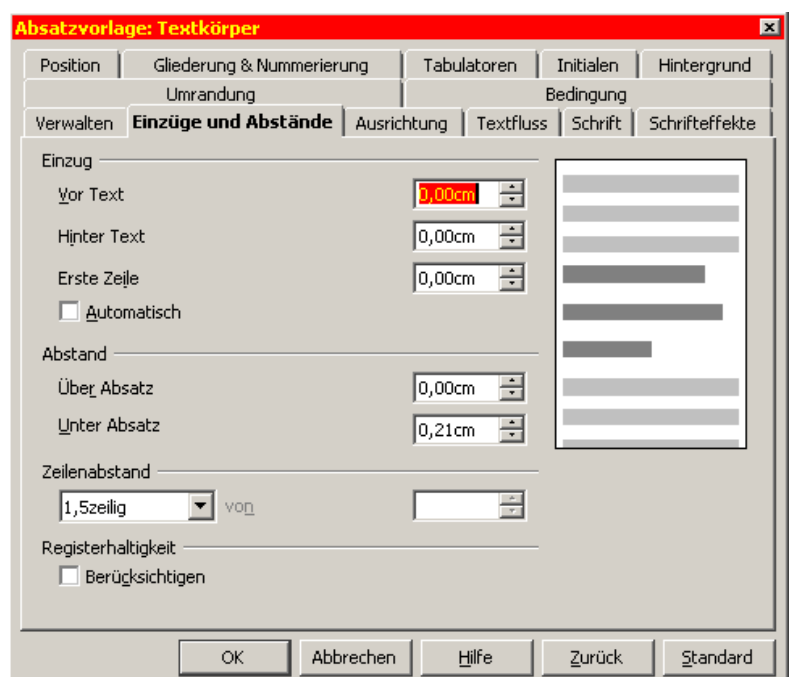 Absatzvorlage: Textkörper
Position Gliederung & Nummerierung Tabulatoren Initialen Hintergrund
Umrandung Bedingung
Verwalten Einzüge und Abstände Ausrichtung Textfluss Schrift Schrifteffekte
Einzug
Vor Text 0,00cm
Hinter Text 0,00cm
Erste Zeile 0,00cm
Automatisch
Abstand
Über Absatz 0,00cm
Unter Absatz 0,21cm
Zeilenabstand
1,5zeilig von
Registerhaltigkeit
Berücksichtigen
OK Abbrechen Hilfe Zurück Standard